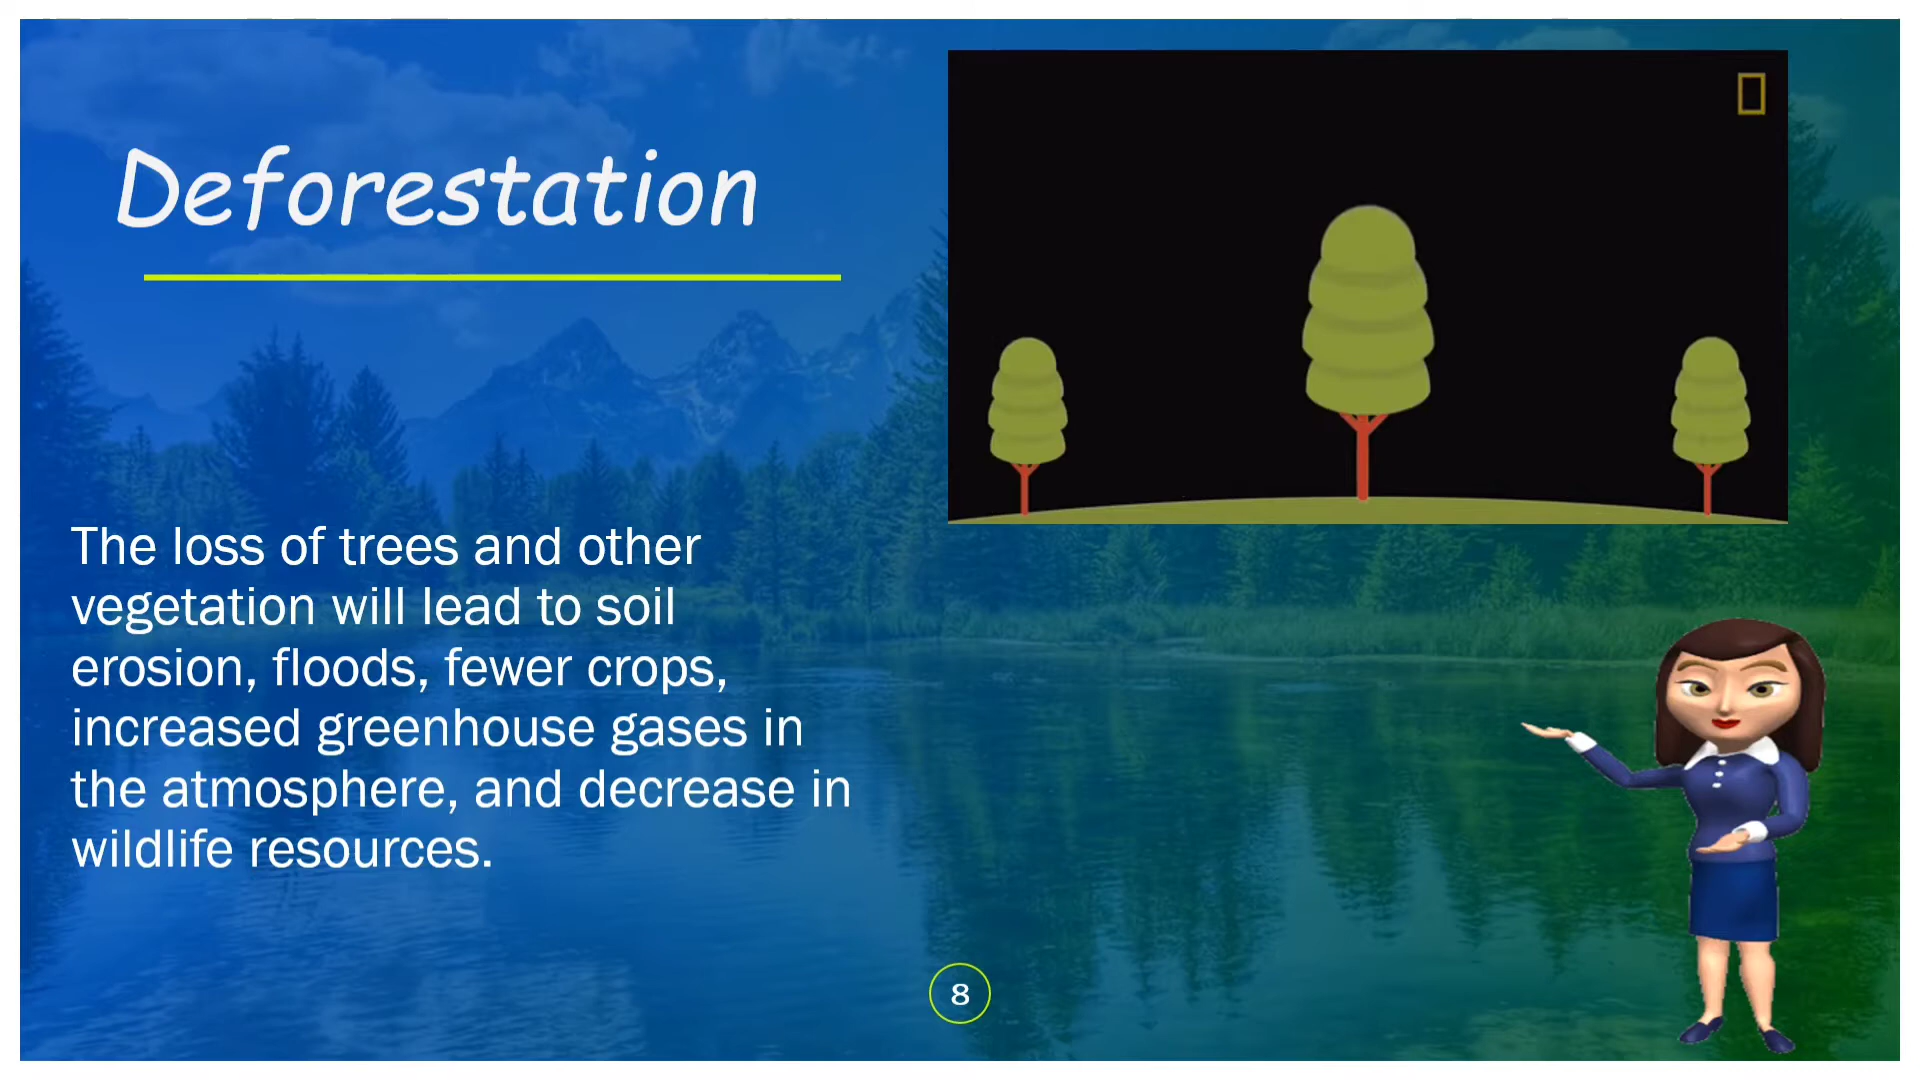 Deforestation
The loss of trees and other
vegetation will lead to soil
erosion, floods, fewer crops,
increased greenhouse gases in
the atmosphere, and decrease in
wildlife resources.
8